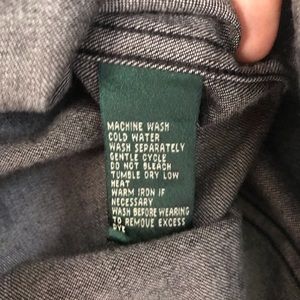 MACHINE WASH
COLD WATER
WASH SEPARATELY
GENTLE CYCLE
DO NOT BLEACH
TUMBLE DRY LOW
HEAT
WARM IRON IF
NECESSARY
WASH BEFORE WEARING
TO REMOVE EXCESS
DYE